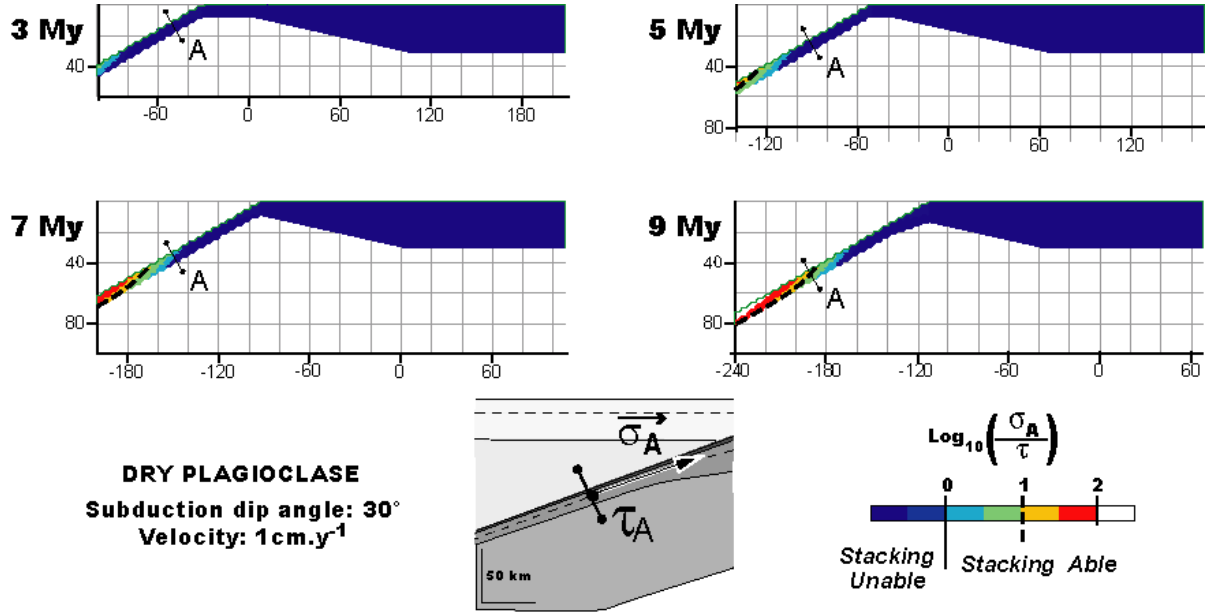 3 My
A
40
-60
0
60
120
180
5 My
A
40
80
-120
-60
0
60
120
7 My
A
40
80
-180
-120
-60
0
60
9 My
A
40
80
-240
-180
-120
-60
0
60
DRY PLAGIOCLASE
Subduction dip angle: 30°
Velocity: 1cm.y⁻¹
σA
τA
50 km
Log₁₀(σA/τ)
0 1 2
Stacking Unable
Stacking Able